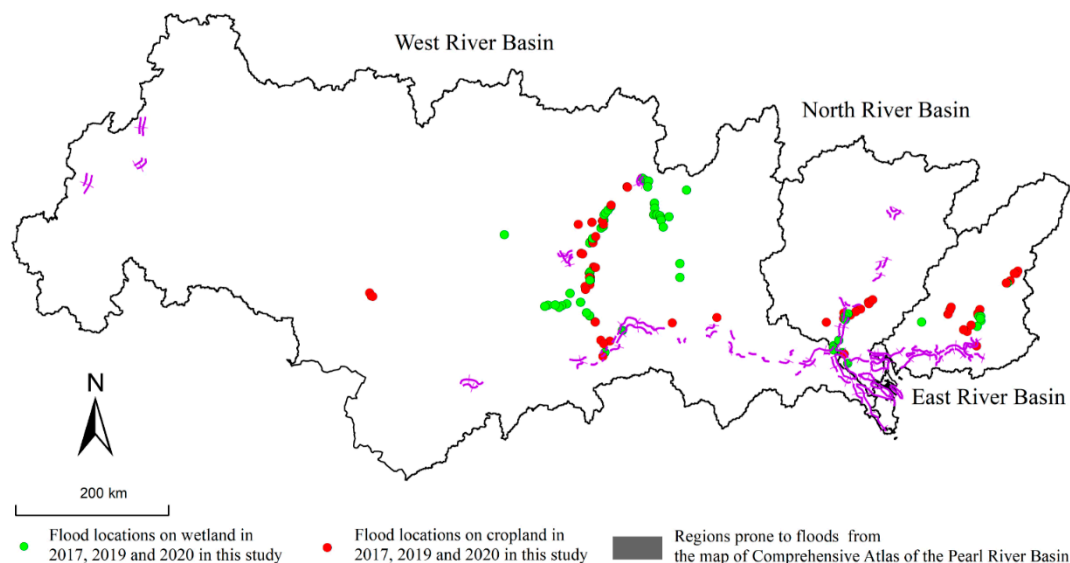 West River Basin
North River Basin
East River Basin
N
200 km
Flood locations on wetland in
2017, 2019 and 2020 in this study
Flood locations on cropland in
2017, 2019 and 2020 in this study
Regions prone to floods from
the map of Comprehensive Atlas of the Pearl River Basin